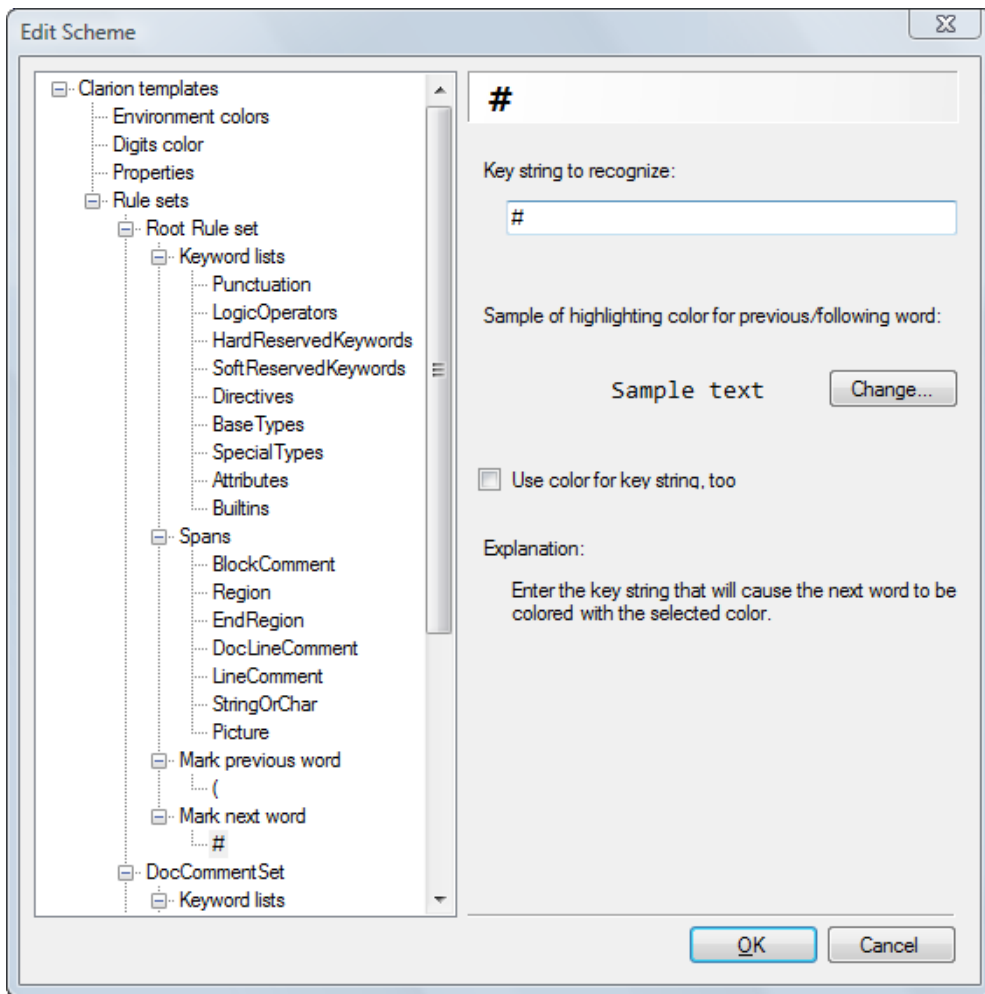 Edit Scheme
Clarion templates
Environment colors
Digits color
Properties
Rule sets
Root Rule set
Keyword lists
Punctuation
LogicOperators
HardReservedKeywords
SoftReservedKeywords
Directives
BaseTypes
SpecialTypes
Attributes
Builtins
Spans
BlockComment
Region
EndRegion
DocLineComment
LineComment
StringOrChar
Picture
Mark previous word
(
Mark next word
#
DocCommentSet
Keyword lists
#
Key string to recognize:
#
Sample of highlighting color for previous/following word:
Sample text
Change...
Use color for key string, too
Explanation:
Enter the key string that will cause the next word to be
colored with the selected color.
OK
Cancel